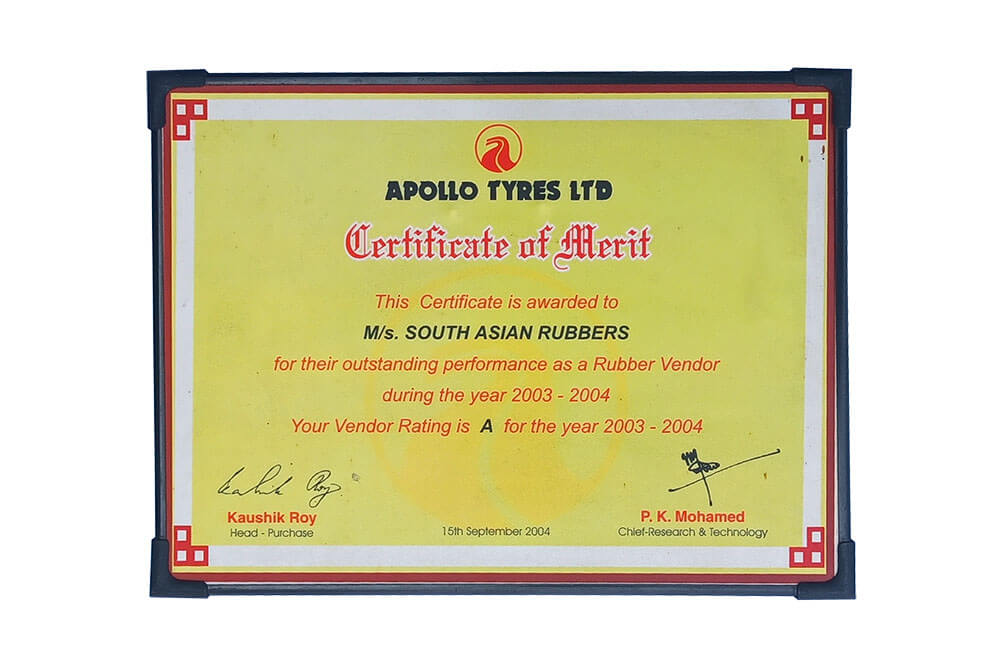 APOLLO TYRES LTD
Certificate of Merit
This Certificate is awarded to
M/s. SOUTH ASIAN RUBBERS
for their outstanding performance as a Rubber Vendor
during the year 2003 - 2004
Your Vendor Rating is A for the year 2003 - 2004
Kaushik Roy
Kaushik Roy
Head - Purchase
15th September 2004
P. K. Mohamed
Chief-Research & Technology